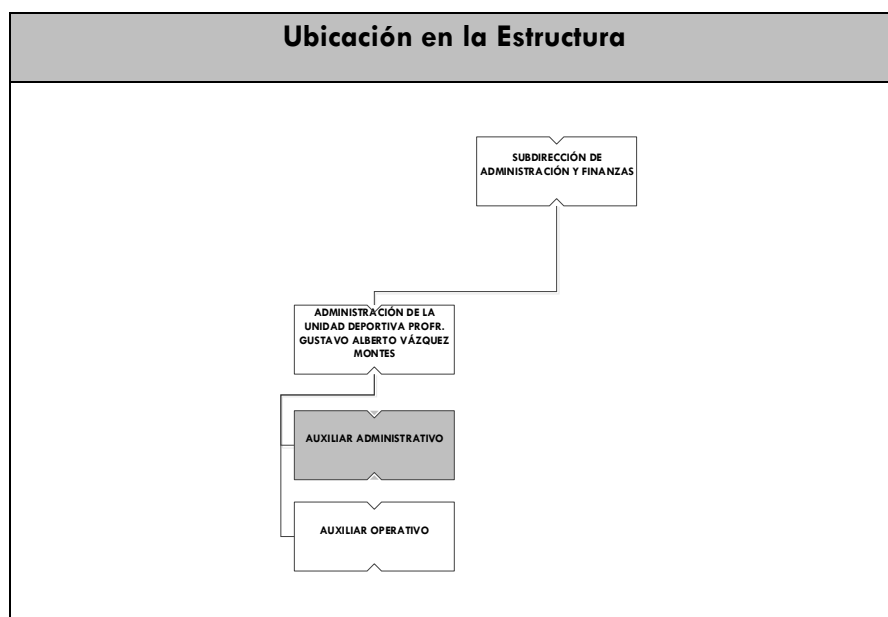 Ubicación en la Estructura
SUBDIRECCIÓN DE
ADMINISTRACIÓN Y FINANZAS
ADMINISTRACIÓN DE LA
UNIDAD DEPORTIVA PROFR.
GUSTAVO ALBERTO VÁZQUEZ
MONTES
AUXILIAR ADMINISTRATIVO
AUXILIAR OPERATIVO